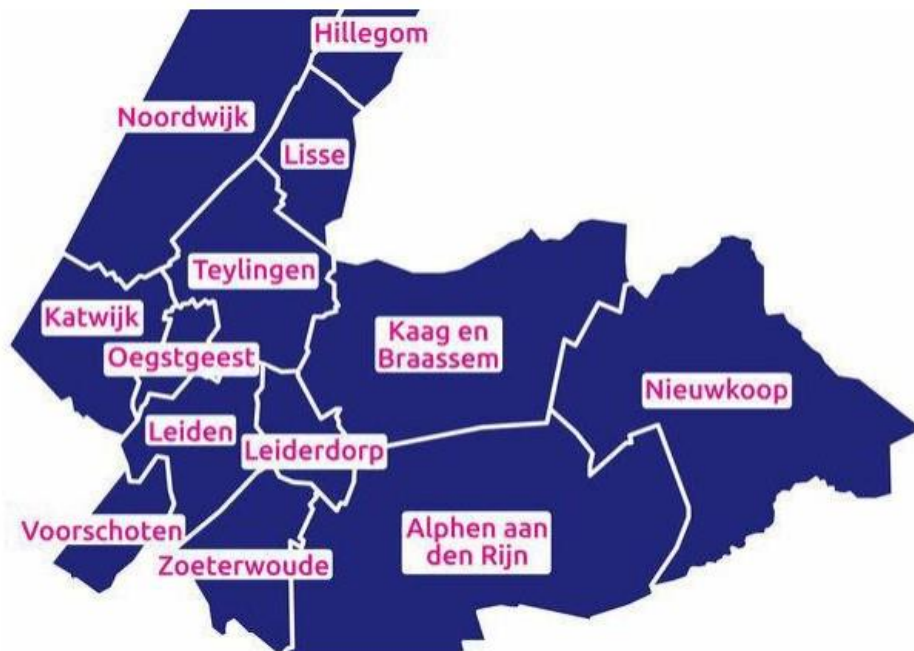 Hillegom
Noordwijk
Lisse
Teylingen
Katwijk
Kaag en
Braassem
Oegstgeest
Nieuwkoop
Leiden
Leiderdorp
Voorschoten
Alphen aan
den Rijn
Zoeterwoude